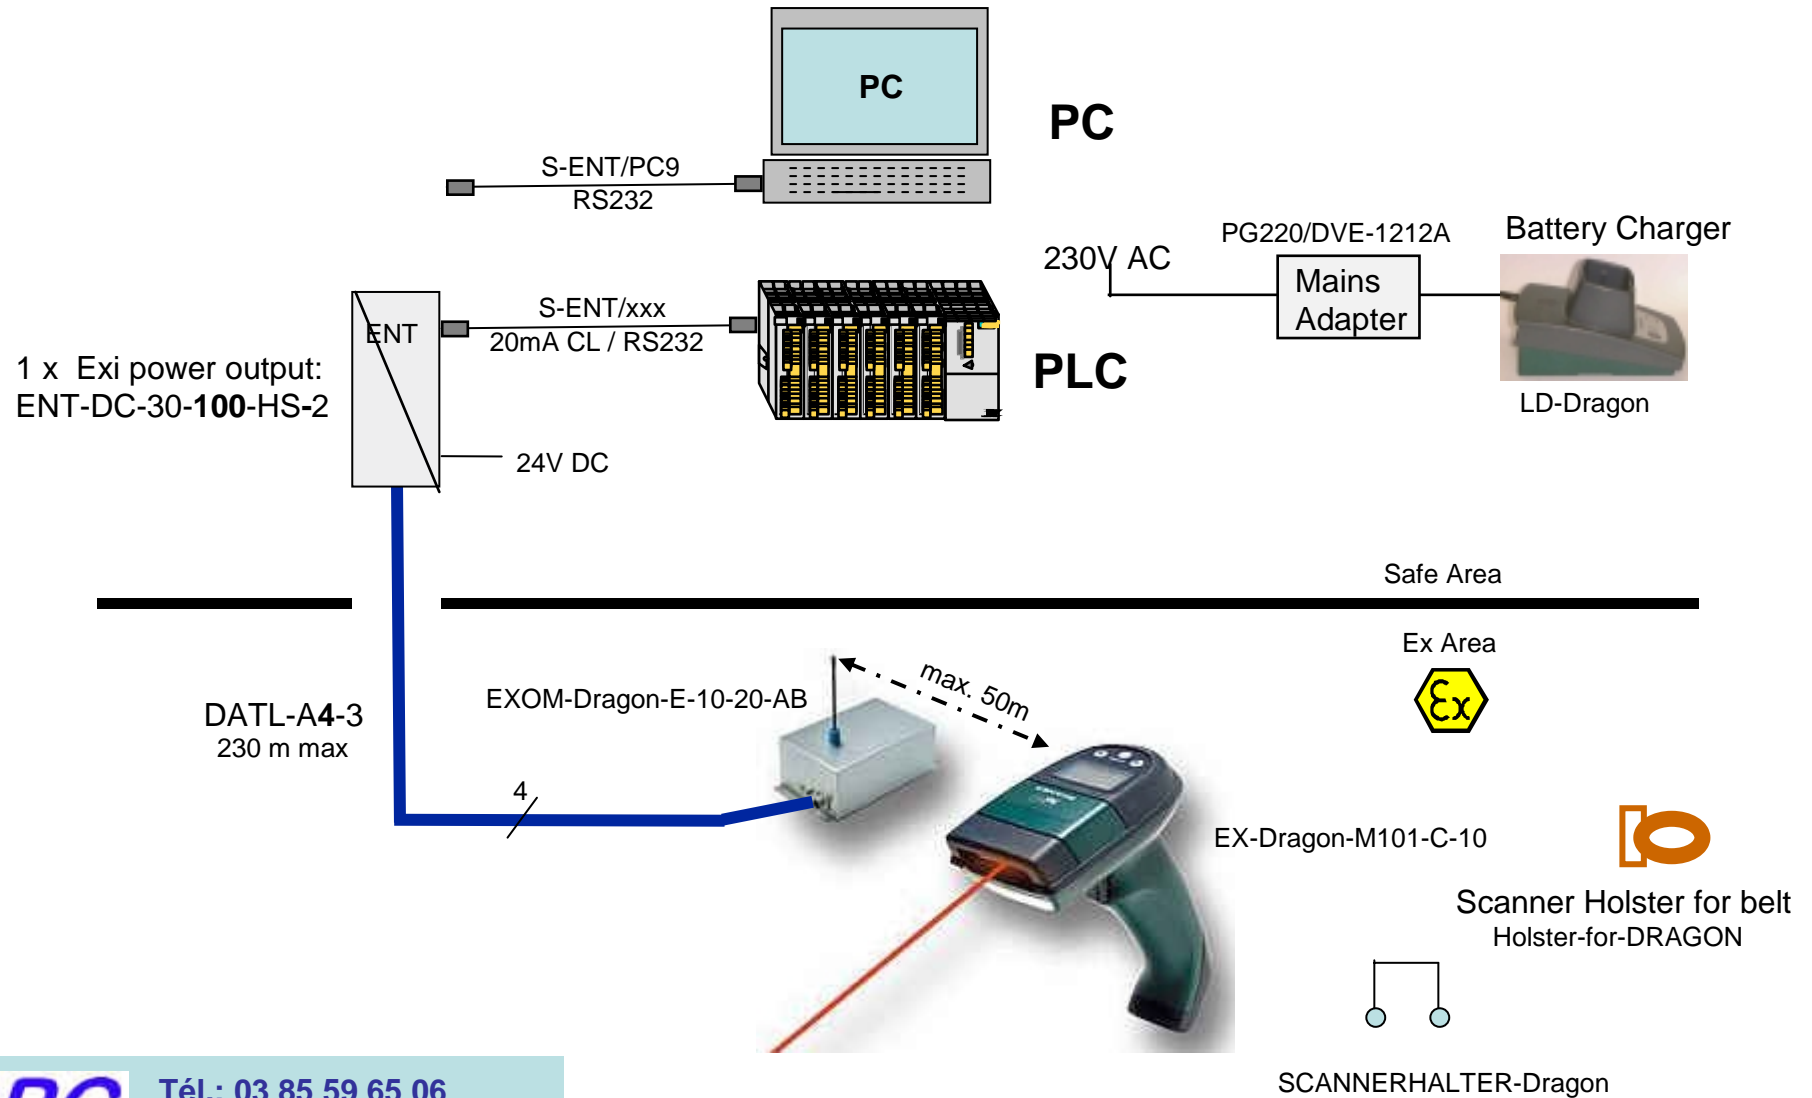 PC
PC
S-ENT/PC9
RS232
230V AC
PG220/DVE-1212A
Mains
Adapter
Battery Charger
LD-Dragon
ENT
S-ENT/xxx
20mA CL / RS232
PLC
1 x Exi power output:
ENT-DC-30-100-HS-2
24V DC
Safe Area
Ex Area
Ex
DATL-A4-3
230 m max
4
EXOM-Dragon-E-10-20-AB
max. 50m
EX-Dragon-M101-C-10
Scanner Holster for belt
Holster-for-DRAGON
SCANNERHALTER-Dragon
Tél.: 03 85 59 65 06